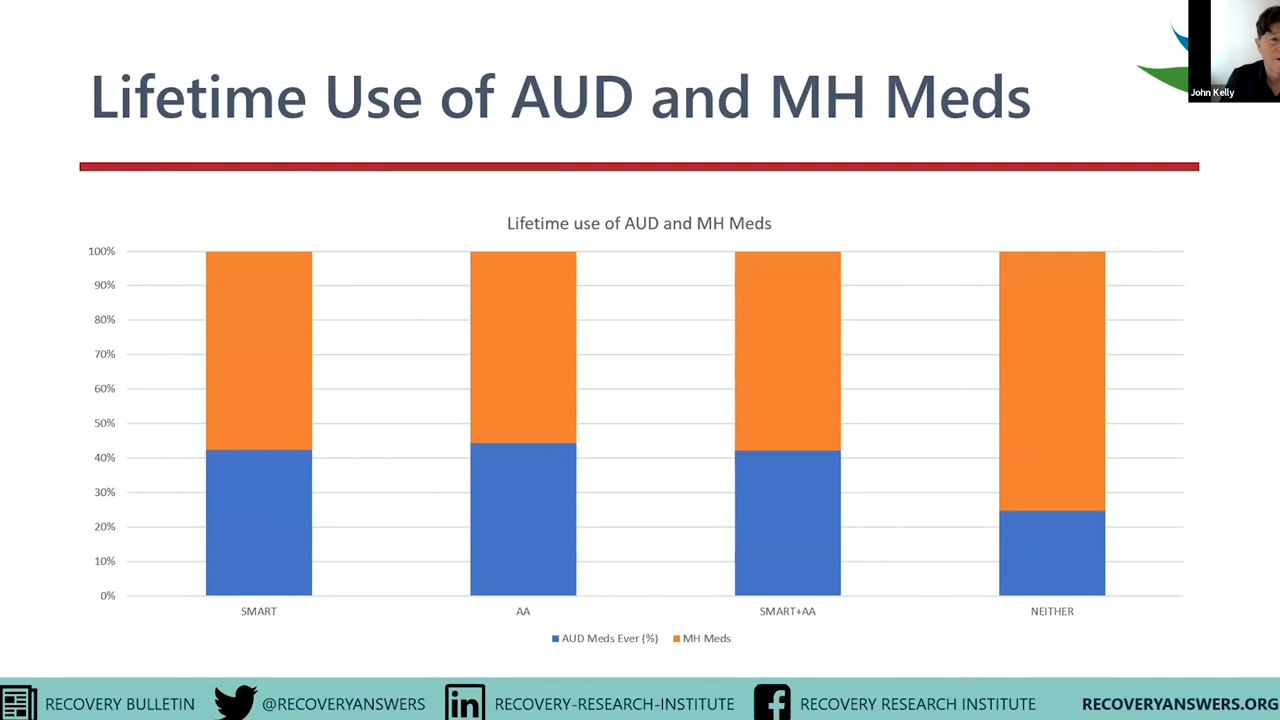 Lifetime Use of AUD and MH Meds
John Kelly
Lifetime use of AUD and MH Meds
100%
90%
80%
70%
60%
50%
40%
30%
20%
10%
0%
SMART AA SMART+AA NEITHER
AUD Meds Ever (%) MH Meds
RECOVERY BULLETIN @RECOVERYANSWERS RECOVERY-RESEARCH-INSTITUTE RECOVERY RESEARCH INSTITUTE RECOVERYANSWERS.ORG